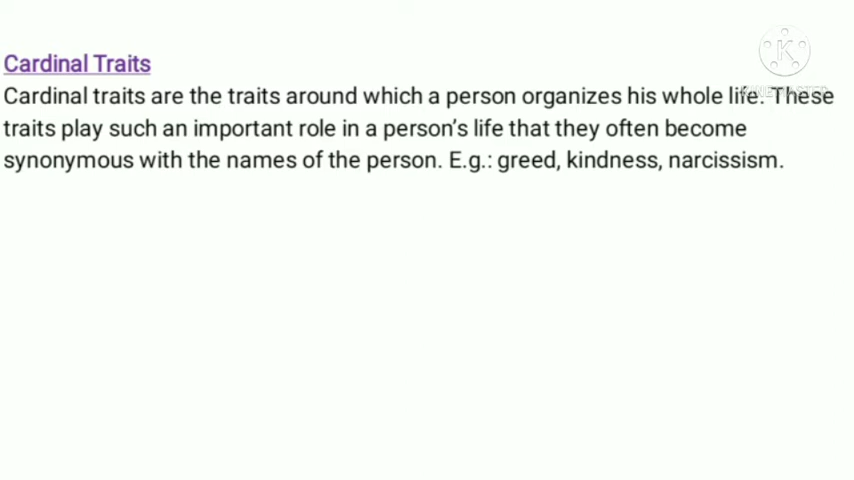 Cardinal Traits
Cardinal traits are the traits around which a person organizes his whole life. These
traits play such an important role in a person's life that they often become
synonymous with the names of the person. E.g.: greed, kindness, narcissism.
K
KINEMASTER